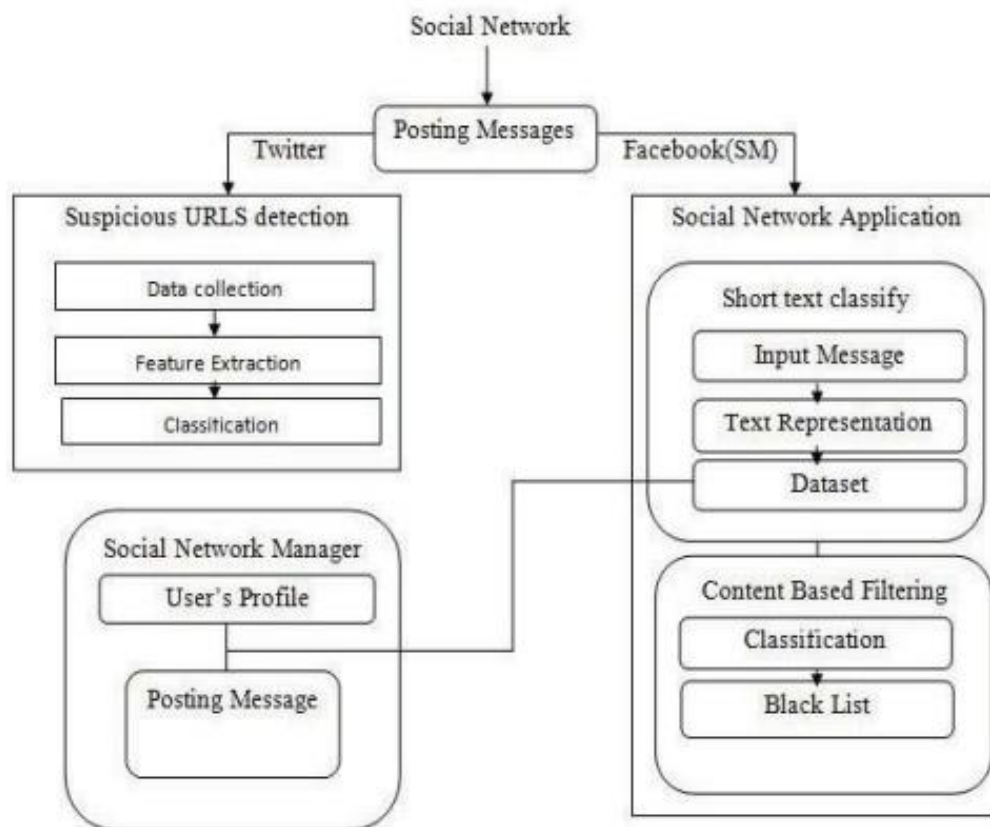 Social Network
Posting Messages
Twitter
Facebook(SM)
Suspicious URLS detection
Data collection
Feature Extraction
Classification
Social Network Application
Short text classify
Input Message
Text Representation
Dataset
Social Network Manager
User's Profile
Posting Message
Content Based Filtering
Classification
Black List